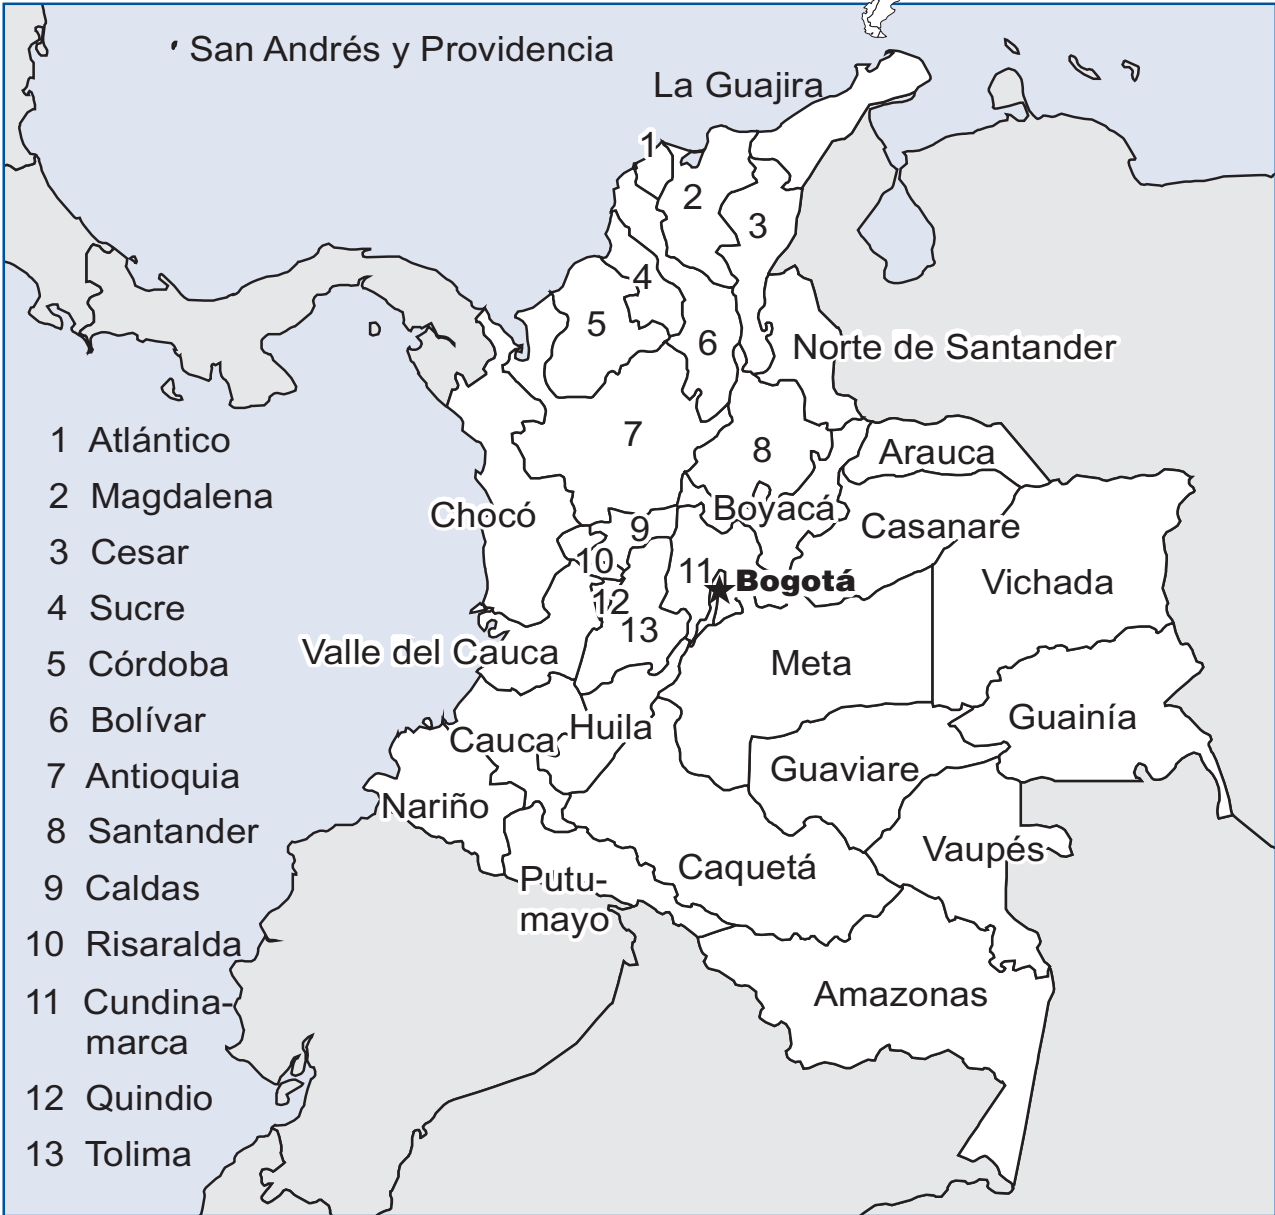 San Andrés y Providencia
La Guajira
1
2
3
4
5
6
Norte de Santander
7
8
Arauca
Chocó
Boyacá
9
Casanare
10
11
Bogotá
Vichada
12
13
Valle del Cauca
Meta
Guainía
Huila
Cauca
Guaviare
Nariño
Vaupés
Caquetá
Putu-
mayo
Amazonas
1 Atlántico
2 Magdalena
3 Cesar
4 Sucre
5 Córdoba
6 Bolívar
7 Antioquia
8 Santander
9 Caldas
10 Risaralda
11 Cundina-
marca
12 Quindio
13 Tolima